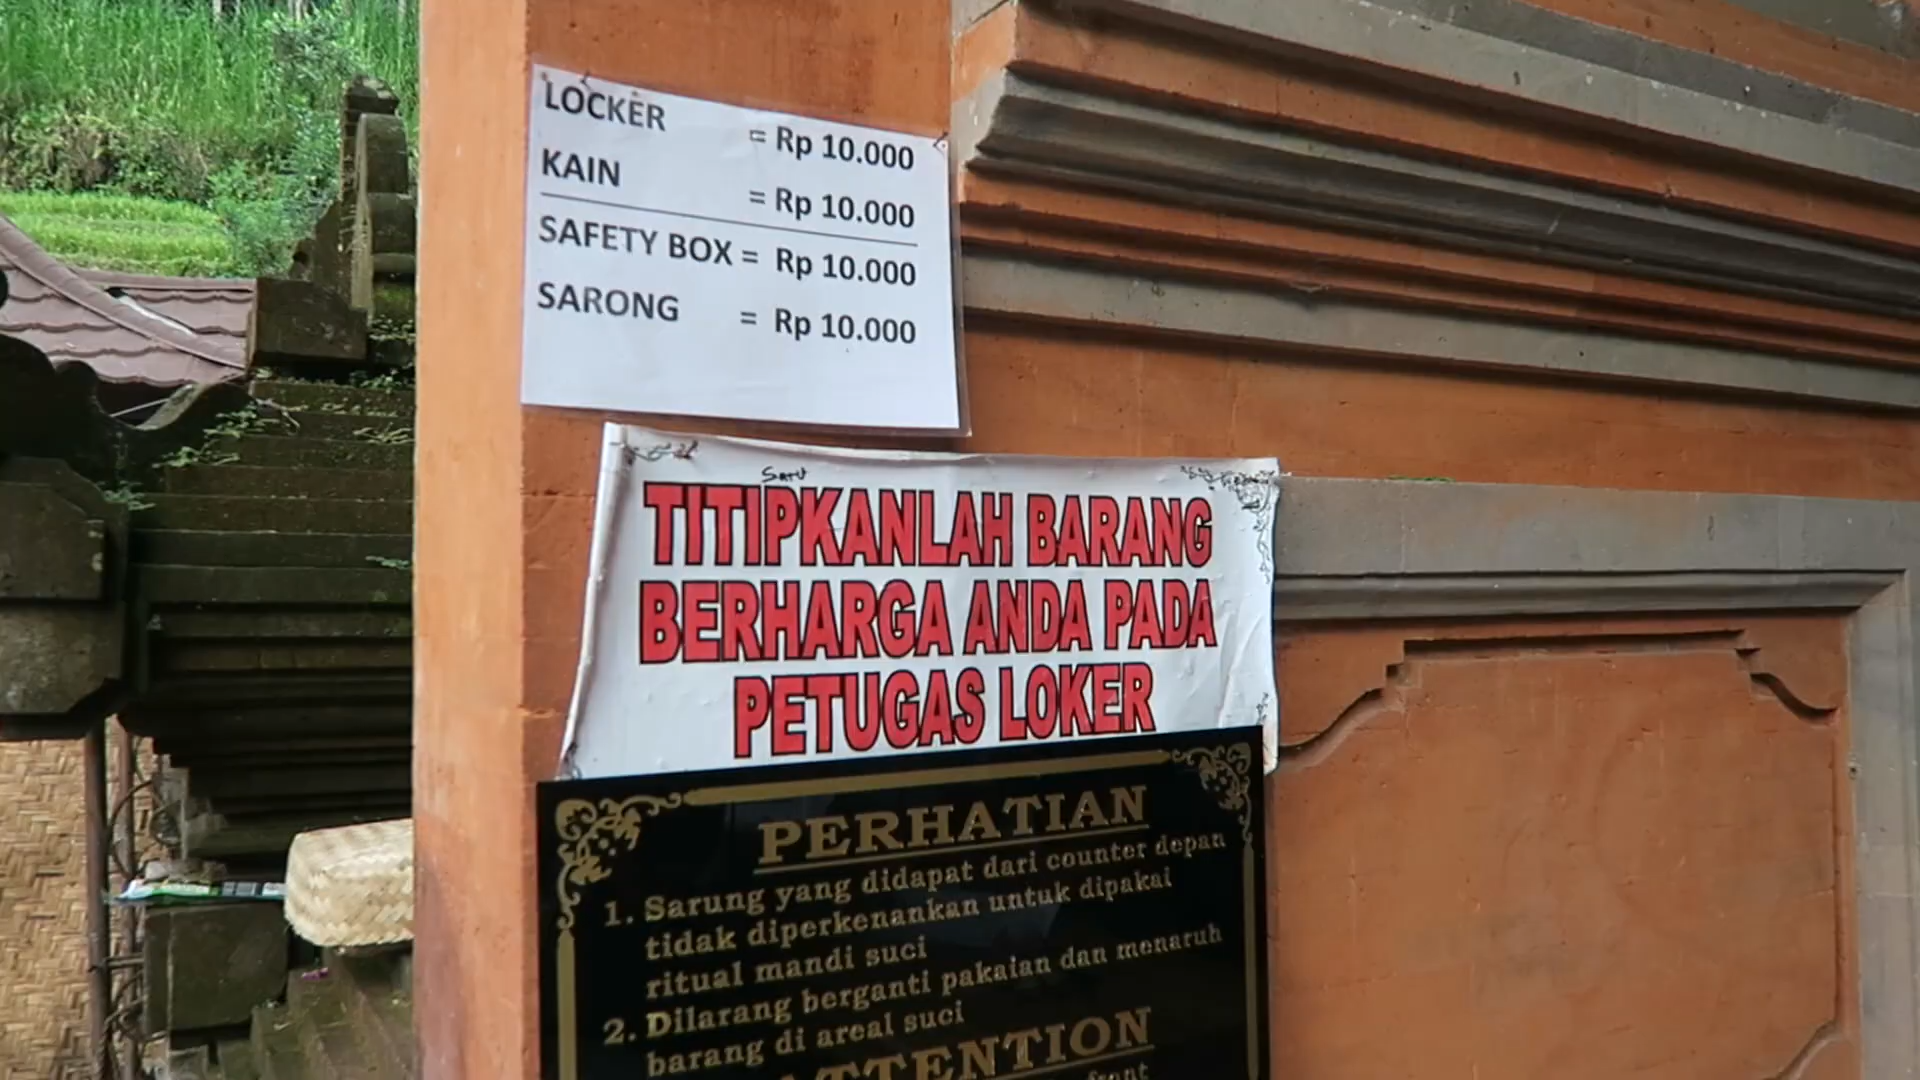 LOCKER = Rp 10.000
KAIN = Rp 10.000
SAFETY BOX = Rp 10.000
SARONG = Rp 10.000
Satu
TITIPKANLAH BARANG
BERHARGA ANDA PADA
PETUGAS LOKER
PERHATIAN
1. Sarung yang didapat dari counter depan
tidak diperkenankan untuk dipakai
ritual mandi suci
2. Dilarang berganti pakaian dan menaruh
barang di areal suci
ATTENTION
front